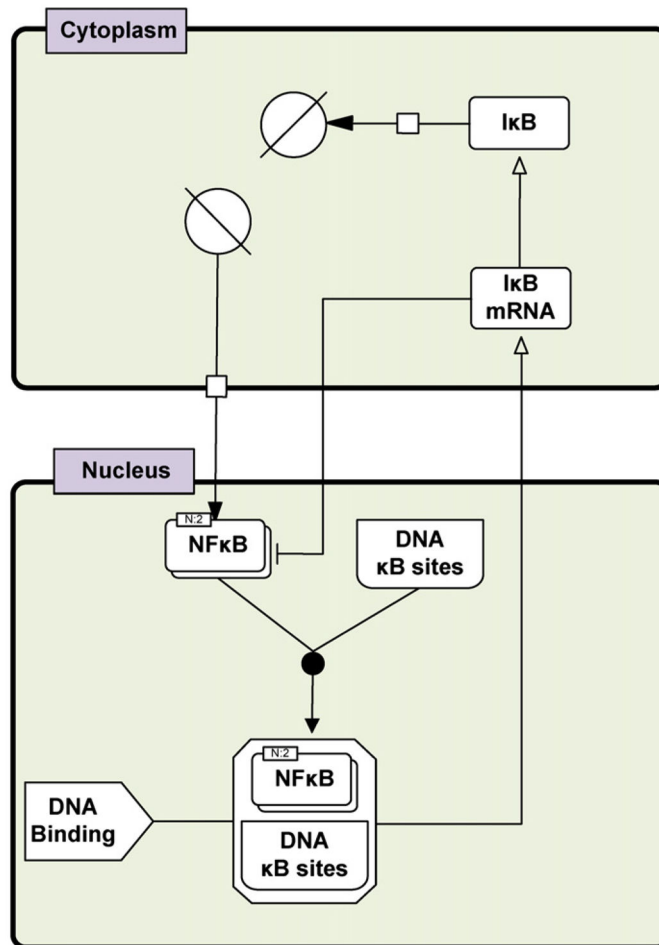 Cytoplasm
IκB
IκB
mRNA
Nucleus
N:2
NFκB
DNA
κB sites
N:2
NFκB
DNA
Binding
DNA
κB sites